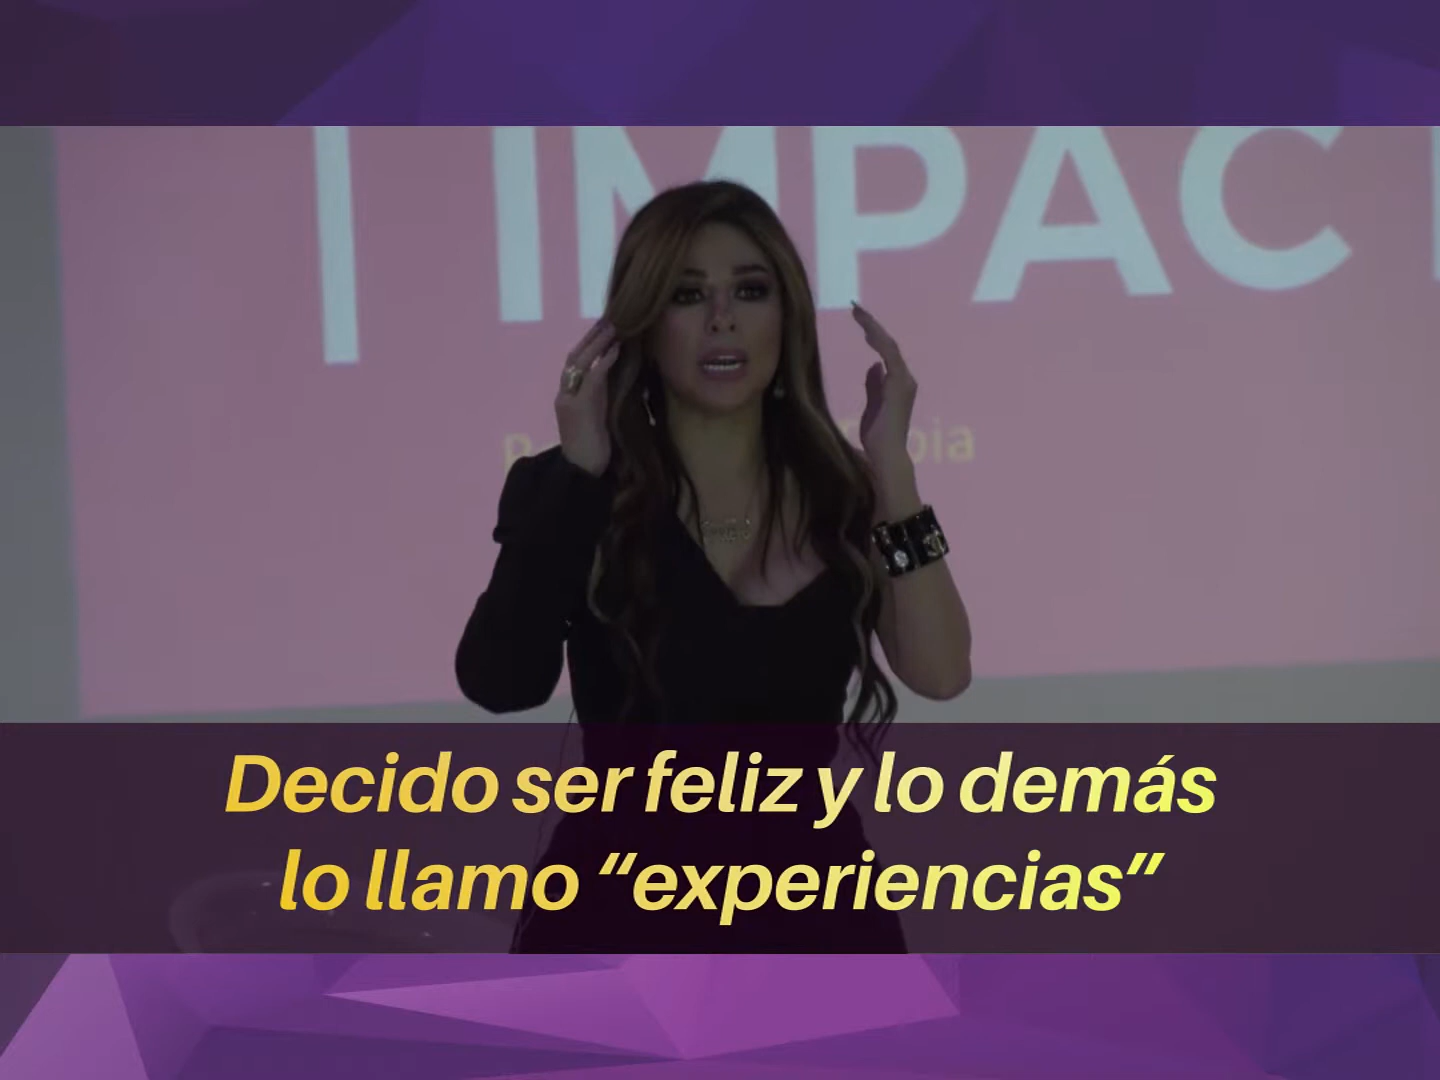 IMPAC
Decido ser feliz y lo demás
lo llamo “experiencias”